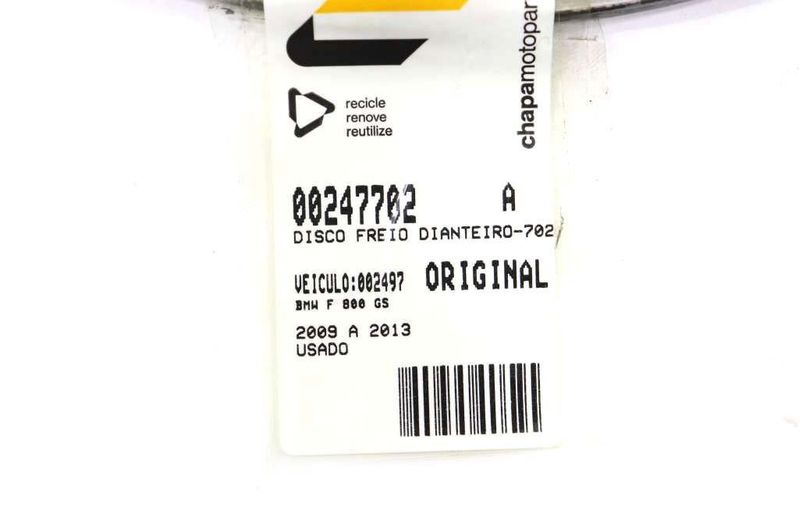 recicle
renove
reutilize
chapamotopar
00247702 A
DISCO FREIO DIANTEIRO-702
VEICULO:002497 ORIGINAL
BMW F 800 GS
2009 A 2013
USADO